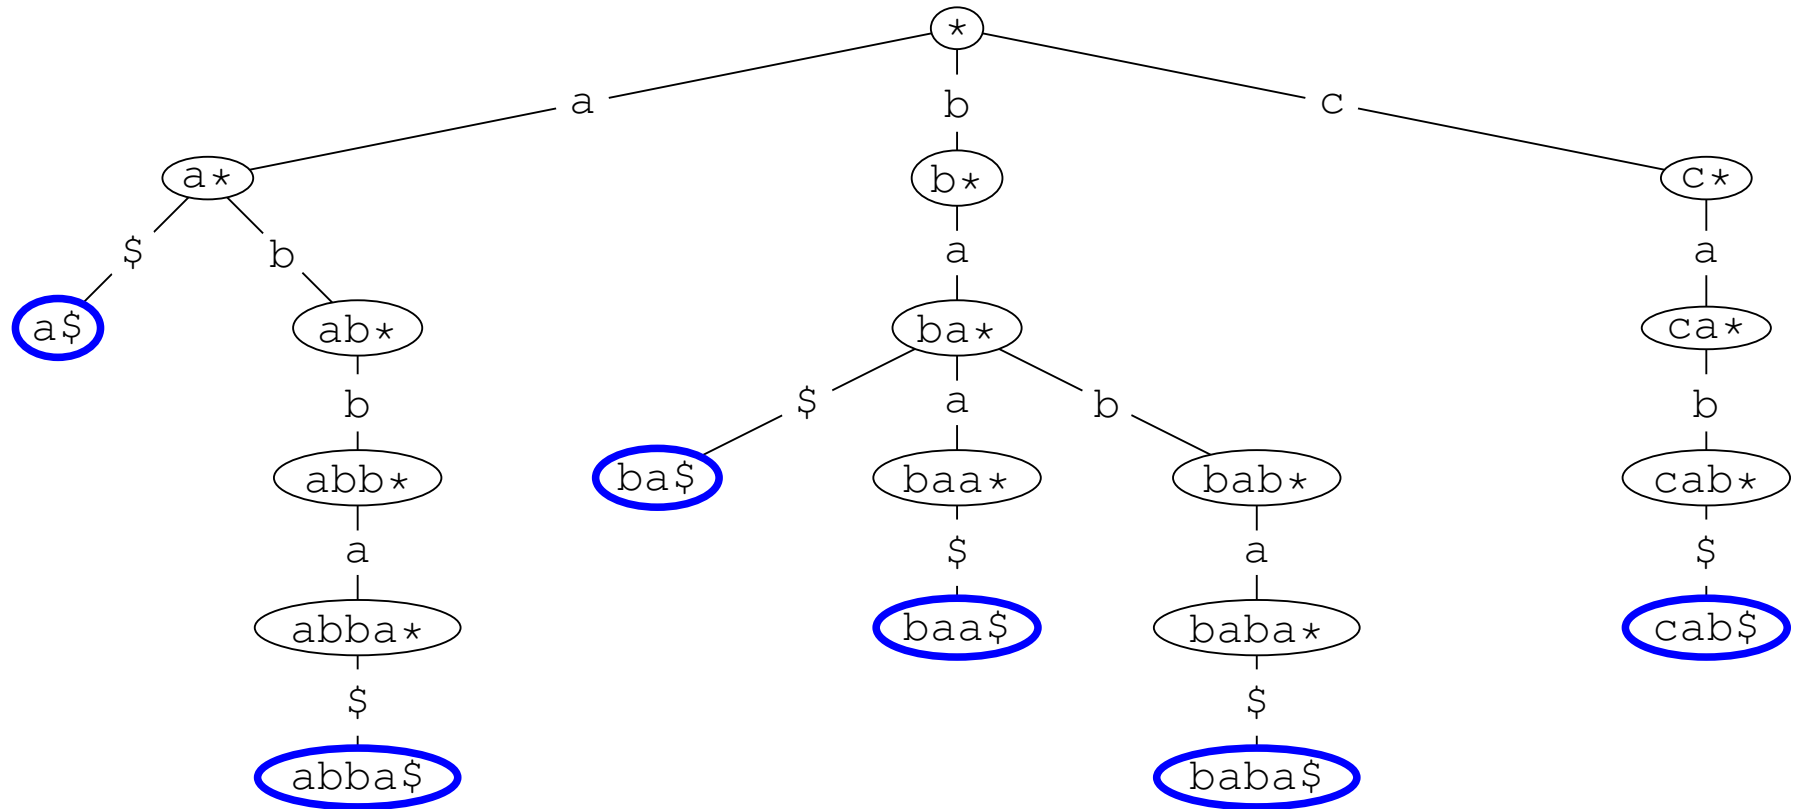 *
a b c
a* b* c*
$ b a a
a$ ab* ba* ca*
b $ a b b
abb* ba$ baa* bab* cab*
a $ a $
abba* baa$ baba* cab$
$ $
abba$ baba$